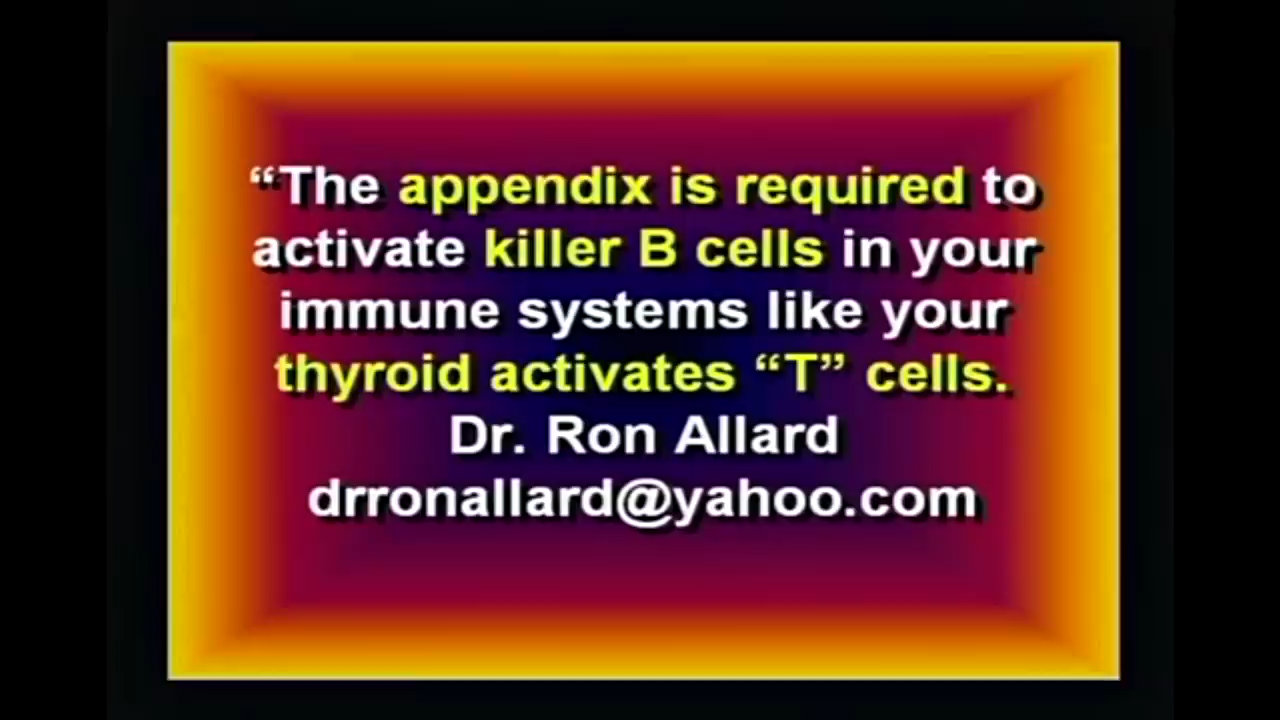 “The appendix is required to
activate killer B cells in your
immune systems like your
thyroid activates “T” cells.
Dr. Ron Allard
drronallard@yahoo.com